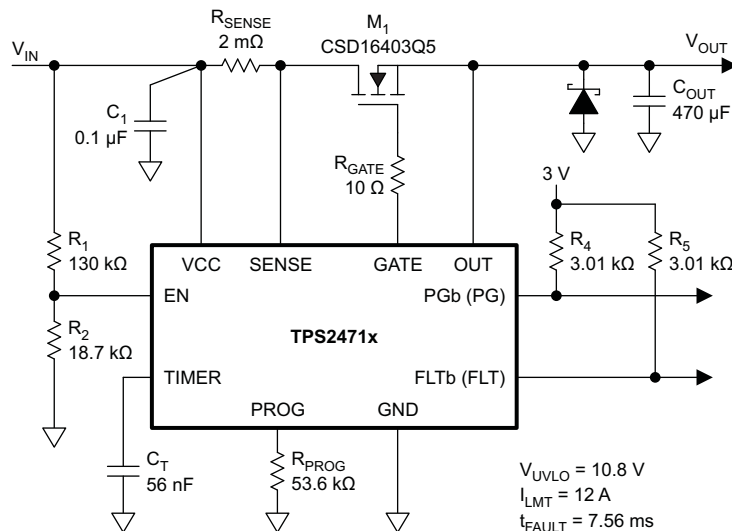 R_SENSE
2 mΩ
M_1
CSD16403Q5
V_IN
V_OUT
C_1
0.1 µF
C_OUT
470 µF
R_GATE
10 Ω
3 V
R_1
130 kΩ
R_4
3.01 kΩ
R_5
3.01 kΩ
VCC
SENSE
GATE
OUT
EN
PGb (PG)
R_2
18.7 kΩ
TPS2471x
TIMER
FLTb (FLT)
PROG
GND
C_T
56 nF
R_PROG
53.6 kΩ
V_UVLO = 10.8 V
I_LMT = 12 A
t_FAULT = 7.56 ms